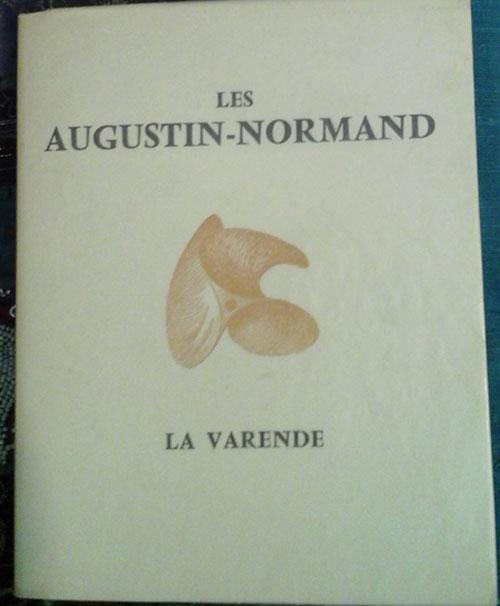 LES
AUGUSTIN-NORMAND
LA VARENDE